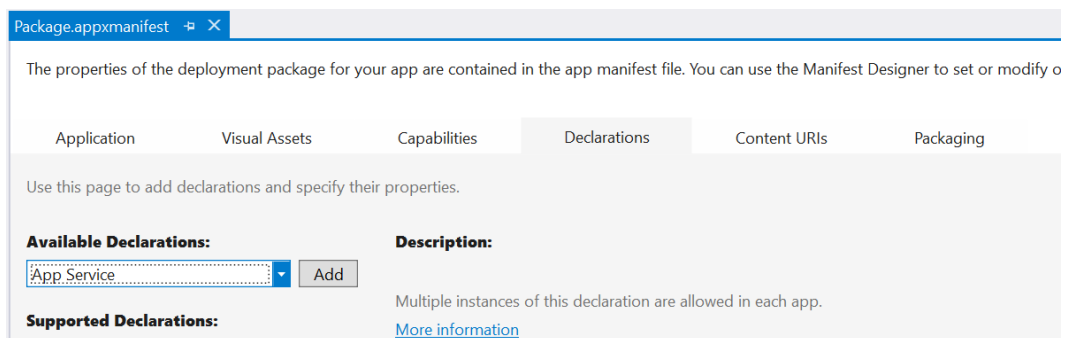 Package.appxmanifest
The properties of the deployment package for your app are contained in the app manifest file. You can use the Manifest Designer to set or modify o
Application Visual Assets Capabilities Declarations Content URIs Packaging
Use this page to add declarations and specify their properties.
Available Declarations: Description:
App Service Add
Multiple instances of this declaration are allowed in each app.
Supported Declarations:
More information